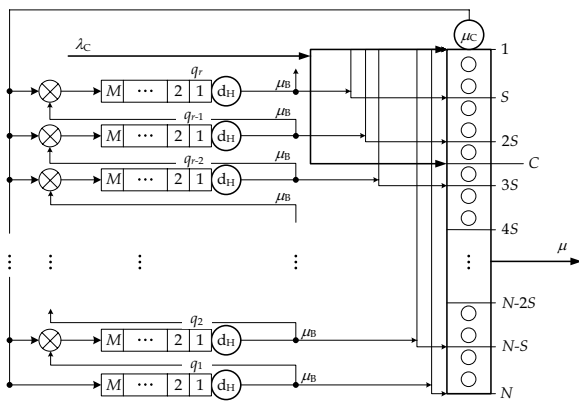 μC
λC
1
qr
M ··· 2 1 dH μB
S
qr-1
M ··· 2 1 dH μB
2S
qr-2
C
M ··· 2 1 dH μB
3S
μB
4S
μ
N-2S
q2
M ··· 2 1 dH μB
N-S
q1
M ··· 2 1 dH μB
N